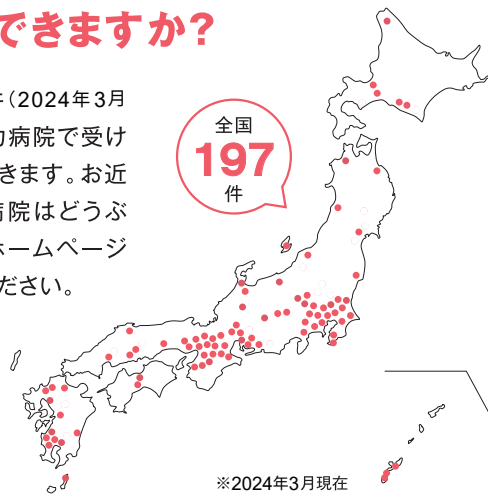 できますか?
（2024年3月
病院で受け
きます。お近
病院はどうぶ
ホームページ
ださい。
全国
197
件
※2024年3月現在